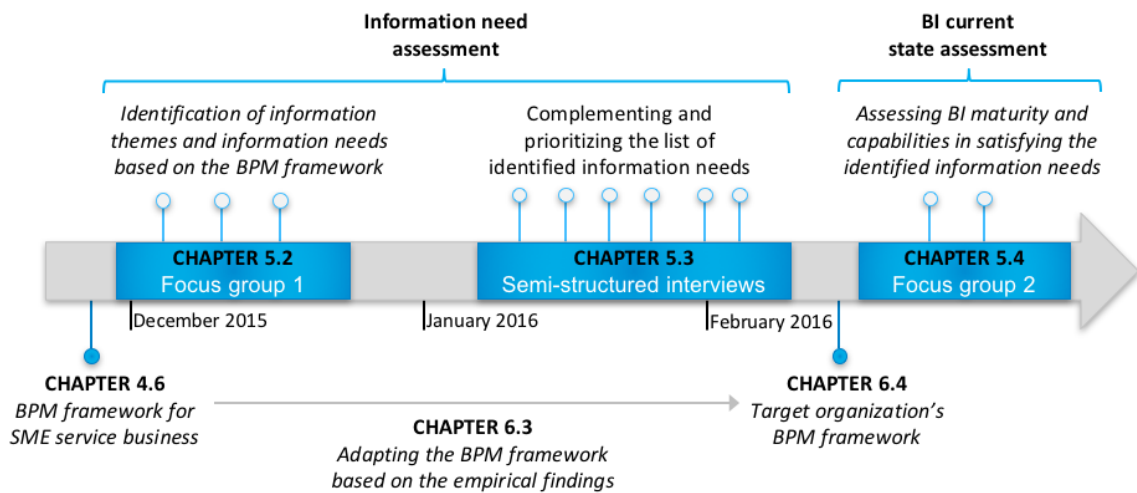 Information need
assessment
BI current
state assessment
Identification of information
themes and information needs
based on the BPM framework
Complementing and
prioritizing the list of
identified information needs
Assessing BI maturity and
capabilities in satisfying the
identified information needs
CHAPTER 5.2
Focus group 1
CHAPTER 5.3
Semi-structured interviews
CHAPTER 5.4
Focus group 2
December 2015
January 2016
February 2016
CHAPTER 4.6
BPM framework for
SME service business
CHAPTER 6.3
Adapting the BPM framework
based on the empirical findings
CHAPTER 6.4
Target organization's
BPM framework